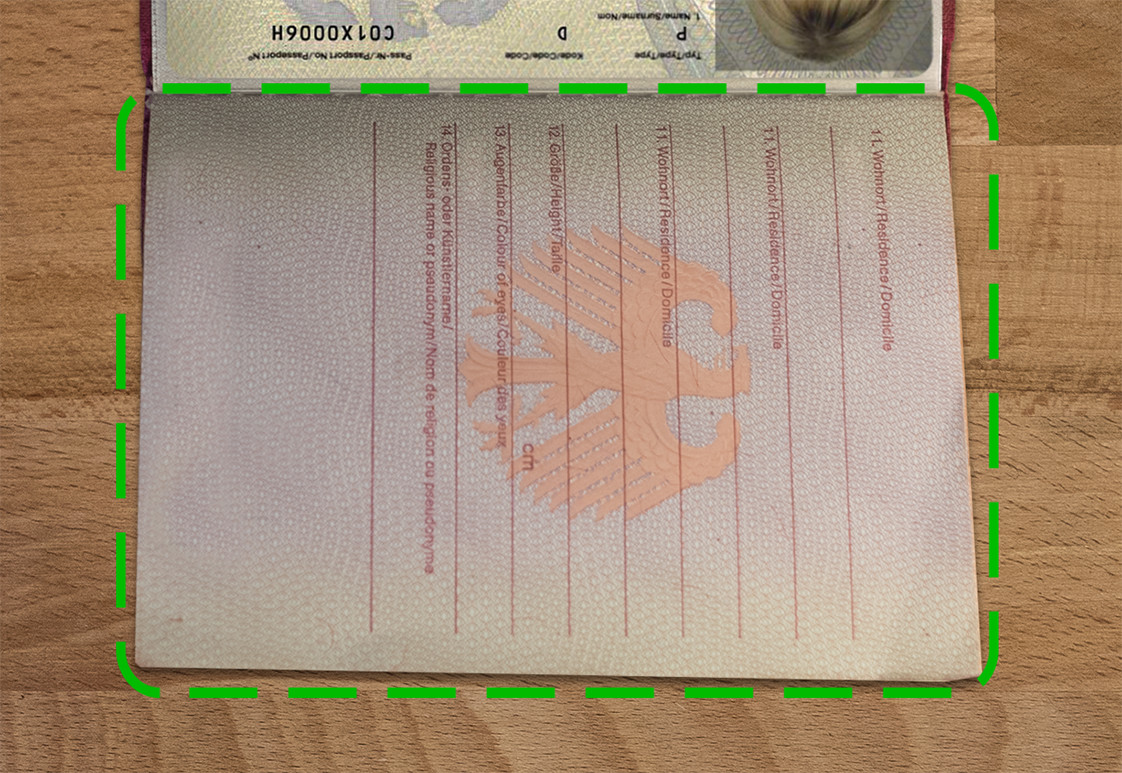 Typ/Type/Type Kode/Code/Code Pass-Nr./Passport No./Passeport N°
P D C01X0006H
1. Name/Surname/Nom
11. Wohnort/Residence/Domicile
11. Wohnort/Residence/Domicile
11. Wohnort/Residence/Domicile
12. Größe/Height/Taille
cm
13. Augenfarbe/Colour of eyes/Couleur des yeux
14. Ordens- oder Künstlername/
Religious name or pseudonym/Nom de religion ou pseudonyme